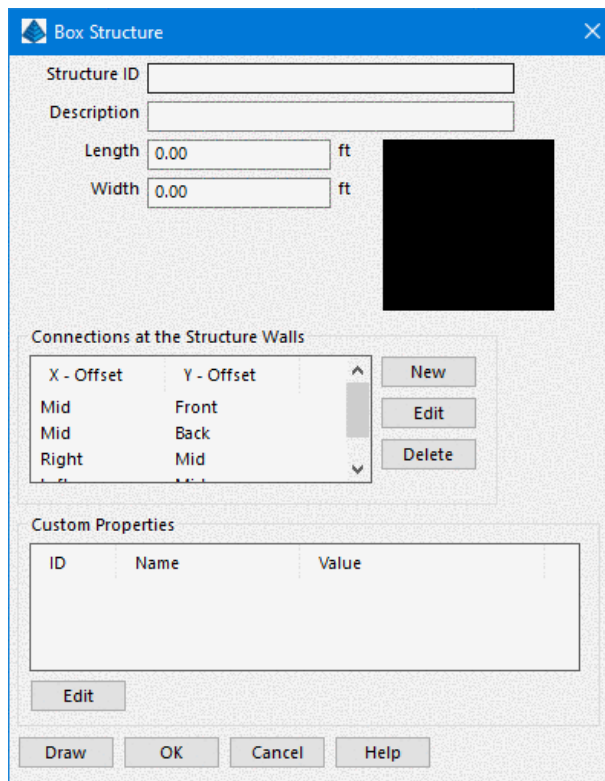 Box Structure
Structure ID
Description
Length 0.00 ft
Width 0.00 ft
Connections at the Structure Walls
X - Offset Y - Offset
Mid Front
Mid Back
Right Mid
New
Edit
Delete
Custom Properties
ID Name Value
Edit
Draw OK Cancel Help